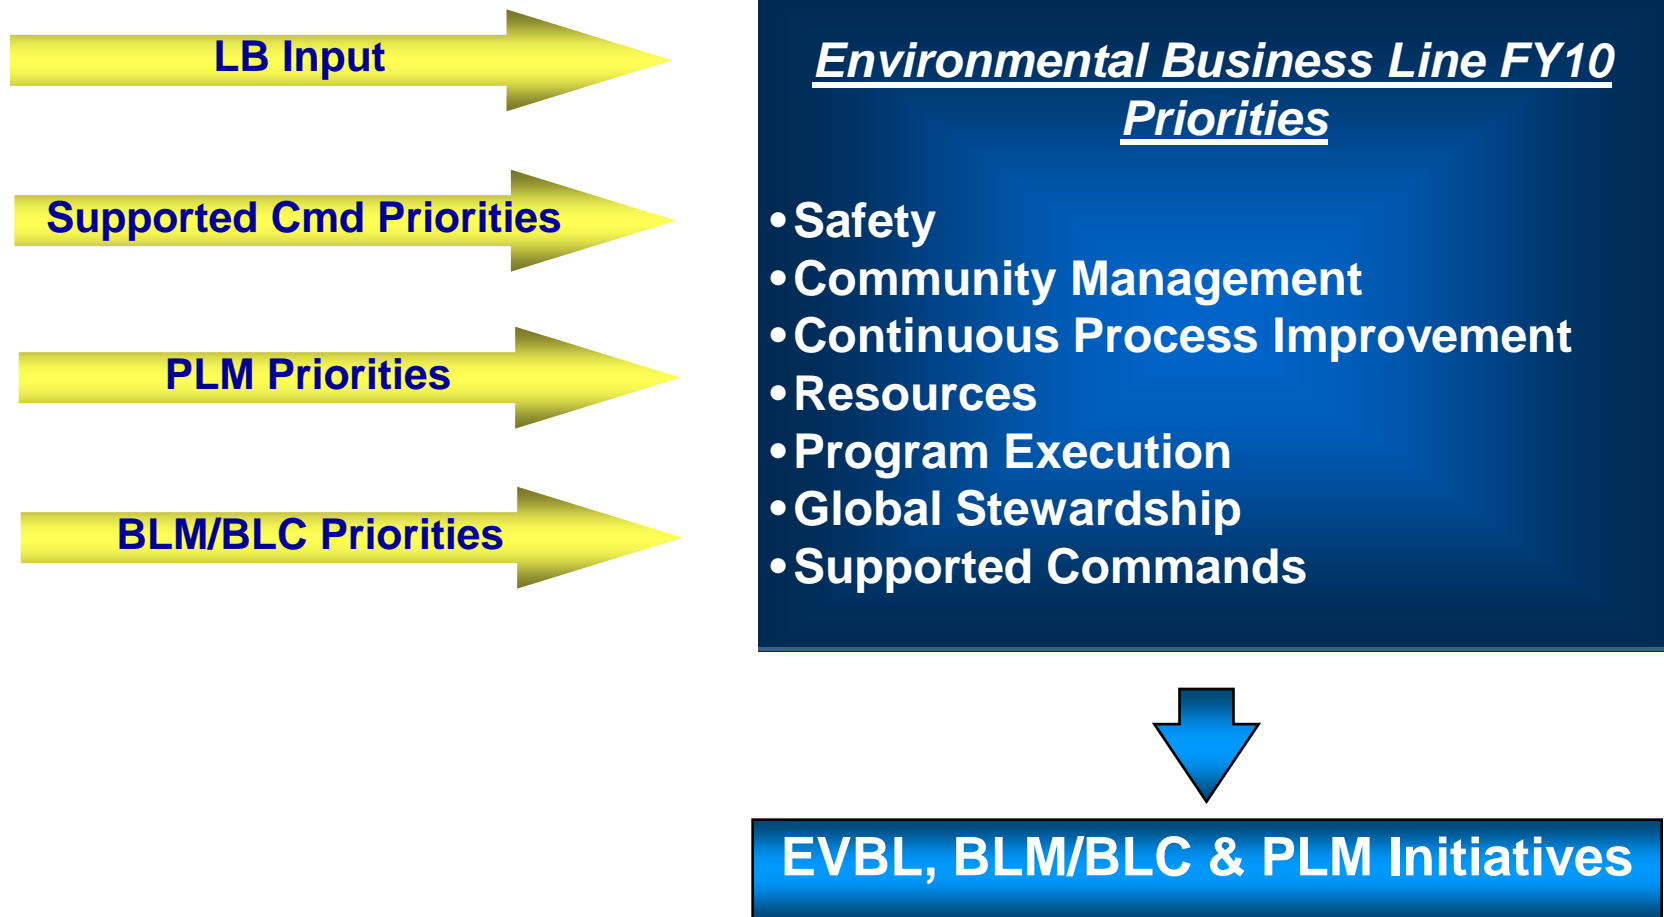 LB Input
Supported Cmd Priorities
PLM Priorities
BLM/BLC Priorities
Environmental Business Line FY10
Priorities
•Safety
•Community Management
•Continuous Process Improvement
•Resources
•Program Execution
•Global Stewardship
•Supported Commands
EVBL, BLM/BLC & PLM Initiatives